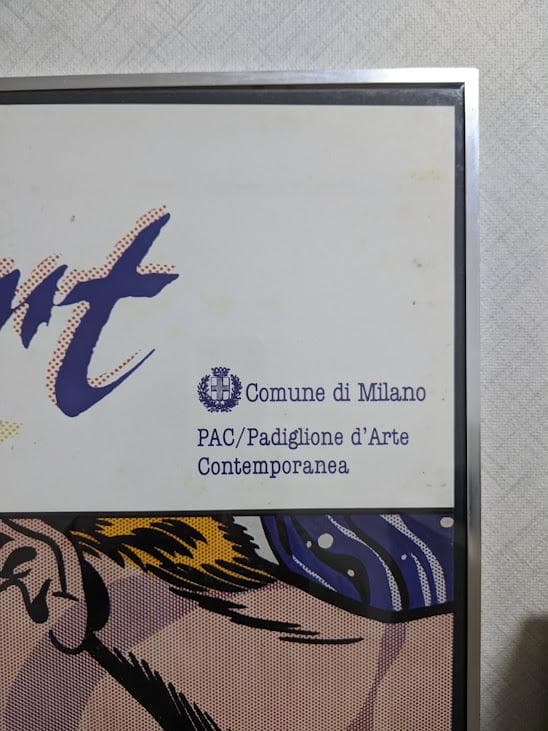 Comune di Milano
PAC/Padiglione d'Arte
Contemporanea